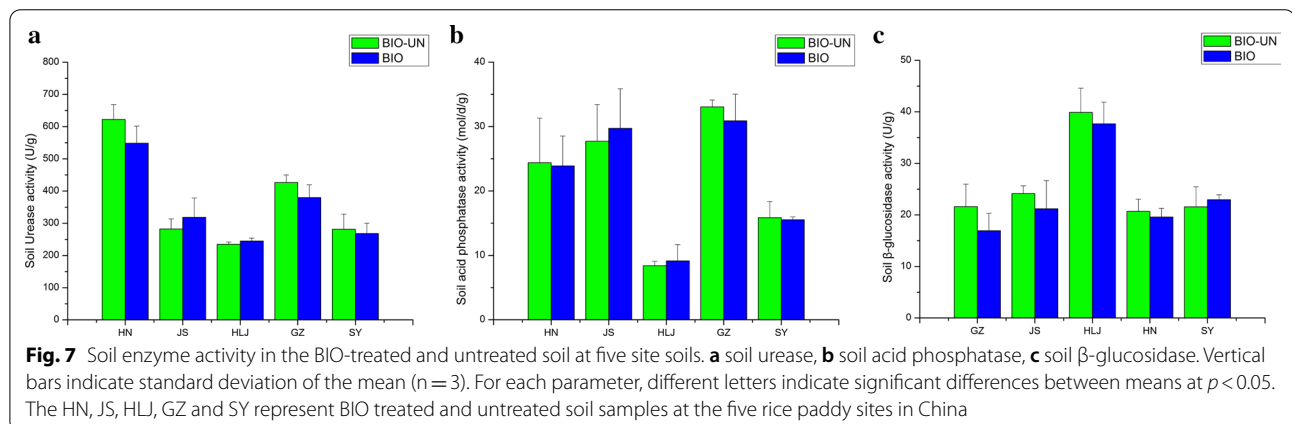 a
BIO-UN
BIO
Soil Urease activity (U/g)
800
700
600
500
400
300
200
100
0
HN JS HLJ GZ SY
b
BIO-UN
BIO
Soil acid phosphatase activity (mol/d/g)
40
30
20
10
0
HN JS HLJ GZ SY
c
BIO-UN
BIO
Soil β-glucosidase activity (U/g)
50
40
30
20
10
0
GZ JS HLJ HN SY
Fig. 7 Soil enzyme activity in the BIO-treated and untreated soil at five site soils. a soil urease, b soil acid phosphatase, c soil β-glucosidase. Vertical
bars indicate standard deviation of the mean (n = 3). For each parameter, different letters indicate significant differences between means at p < 0.05.
The HN, JS, HLJ, GZ and SY represent BIO treated and untreated soil samples at the five rice paddy sites in China